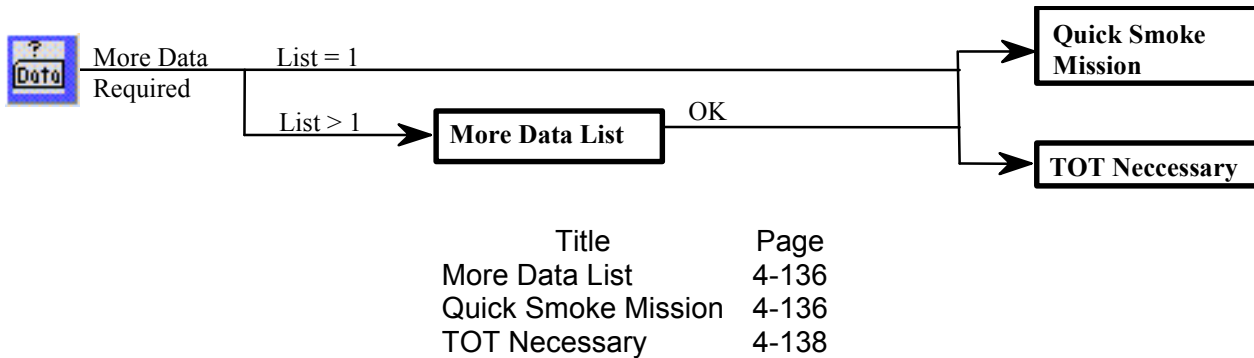 ?
Data
More Data
Required
List = 1
List > 1
More Data List
OK
Quick Smoke
Mission
TOT Neccessary
Title Page
More Data List 4-136
Quick Smoke Mission 4-136
TOT Necessary 4-138